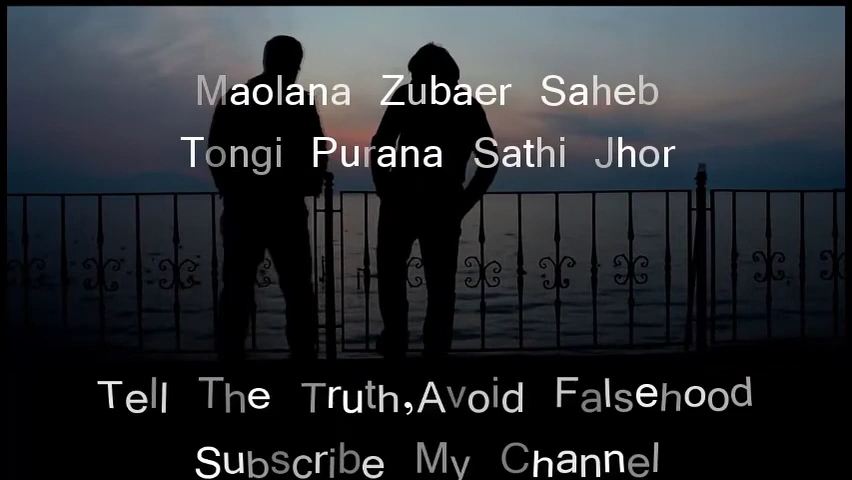 Maolana Zubaer Saheb
Tongi Purana Sathi Jhor
Tell The Truth,Avoid Falsehood
Subscribe My Channel